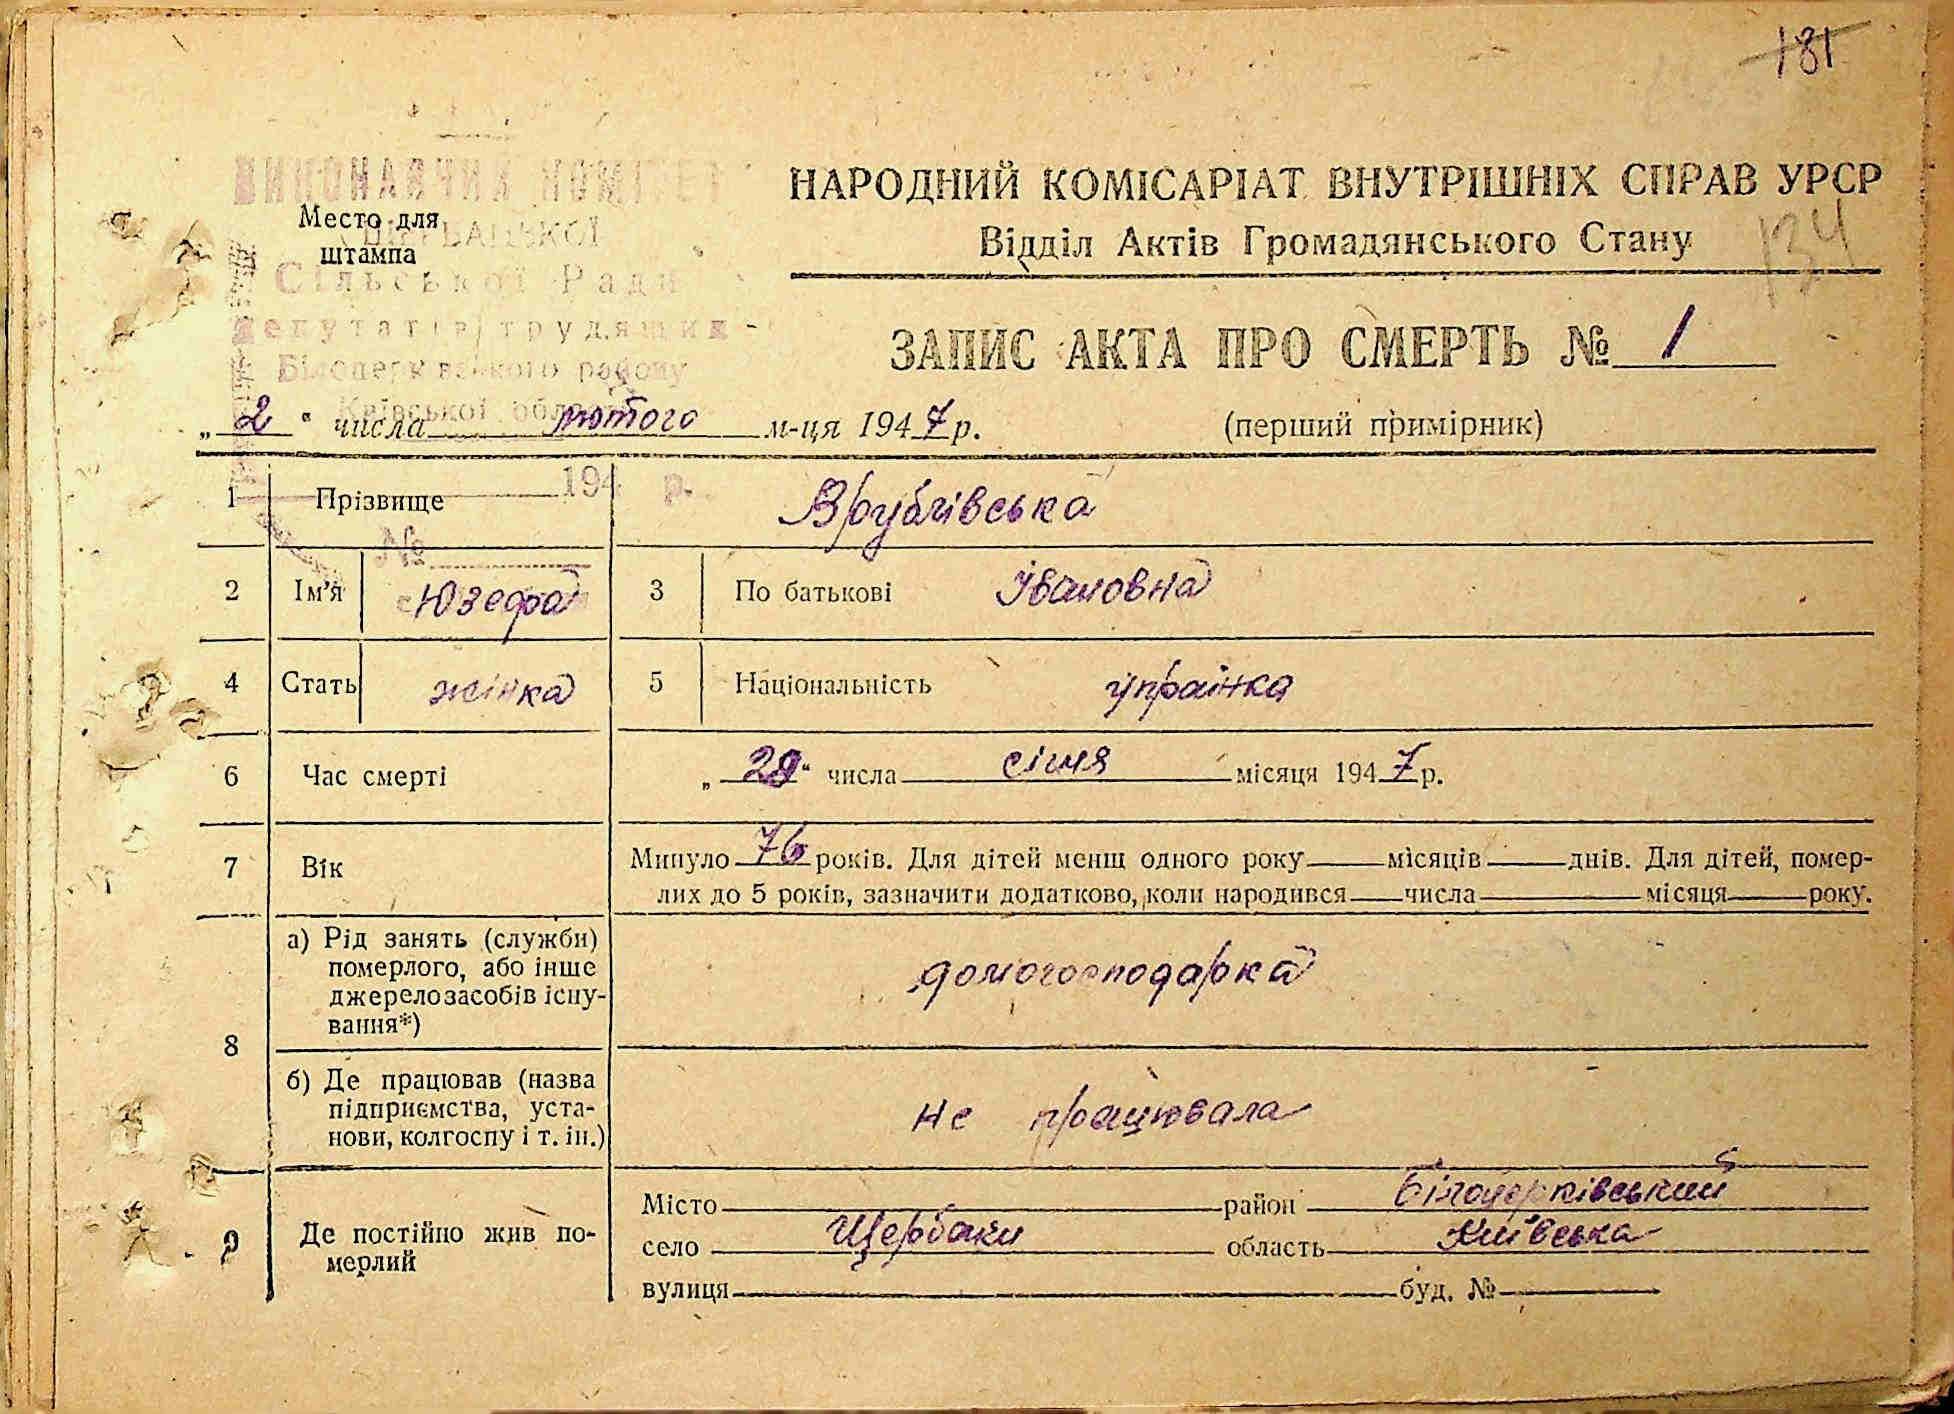 181
НАРОДНИЙ КОМІСАРІАТ ВНУТРІШНІХ СПРАВ УРСР
Відділ Актів Громадянського Стану
134
Место для
штампа
ВИКОНАВЧИЙ КОМІТЕТ
Сільської Ради
депутатів трудящих
Білоцерківського району
Київської області
194 р.
№
ЗАПИС АКТА ПРО СМЕРТЬ № 1
„2" числа лютого м-ця 1947 р. (перший примірник)
1 Прізвище Врублівська
2 Ім'я Юзефа 3 По батькові Івановна
4 Стать жінка 5 Національність українка
6 Час смерті „29" числа січня місяця 1947 р.
7 Вік Минуло 76 років. Для дітей менш одного року місяців днів. Для дітей, помер-
лих до 5 років, зазначити додатково, коли народився числа місяця року.
8 а) Рід занять (служби)
померлого, або інше
джерело засобів існу-
вання*) домогосподарка
б) Де працював (назва
підприємства, уста-
нови, колгоспу і т. ін.) не працювала
9 Де постійно жив по-
мерлий
Місто район Білоцерківський
село Щербаки область Київська
вулиця буд. №